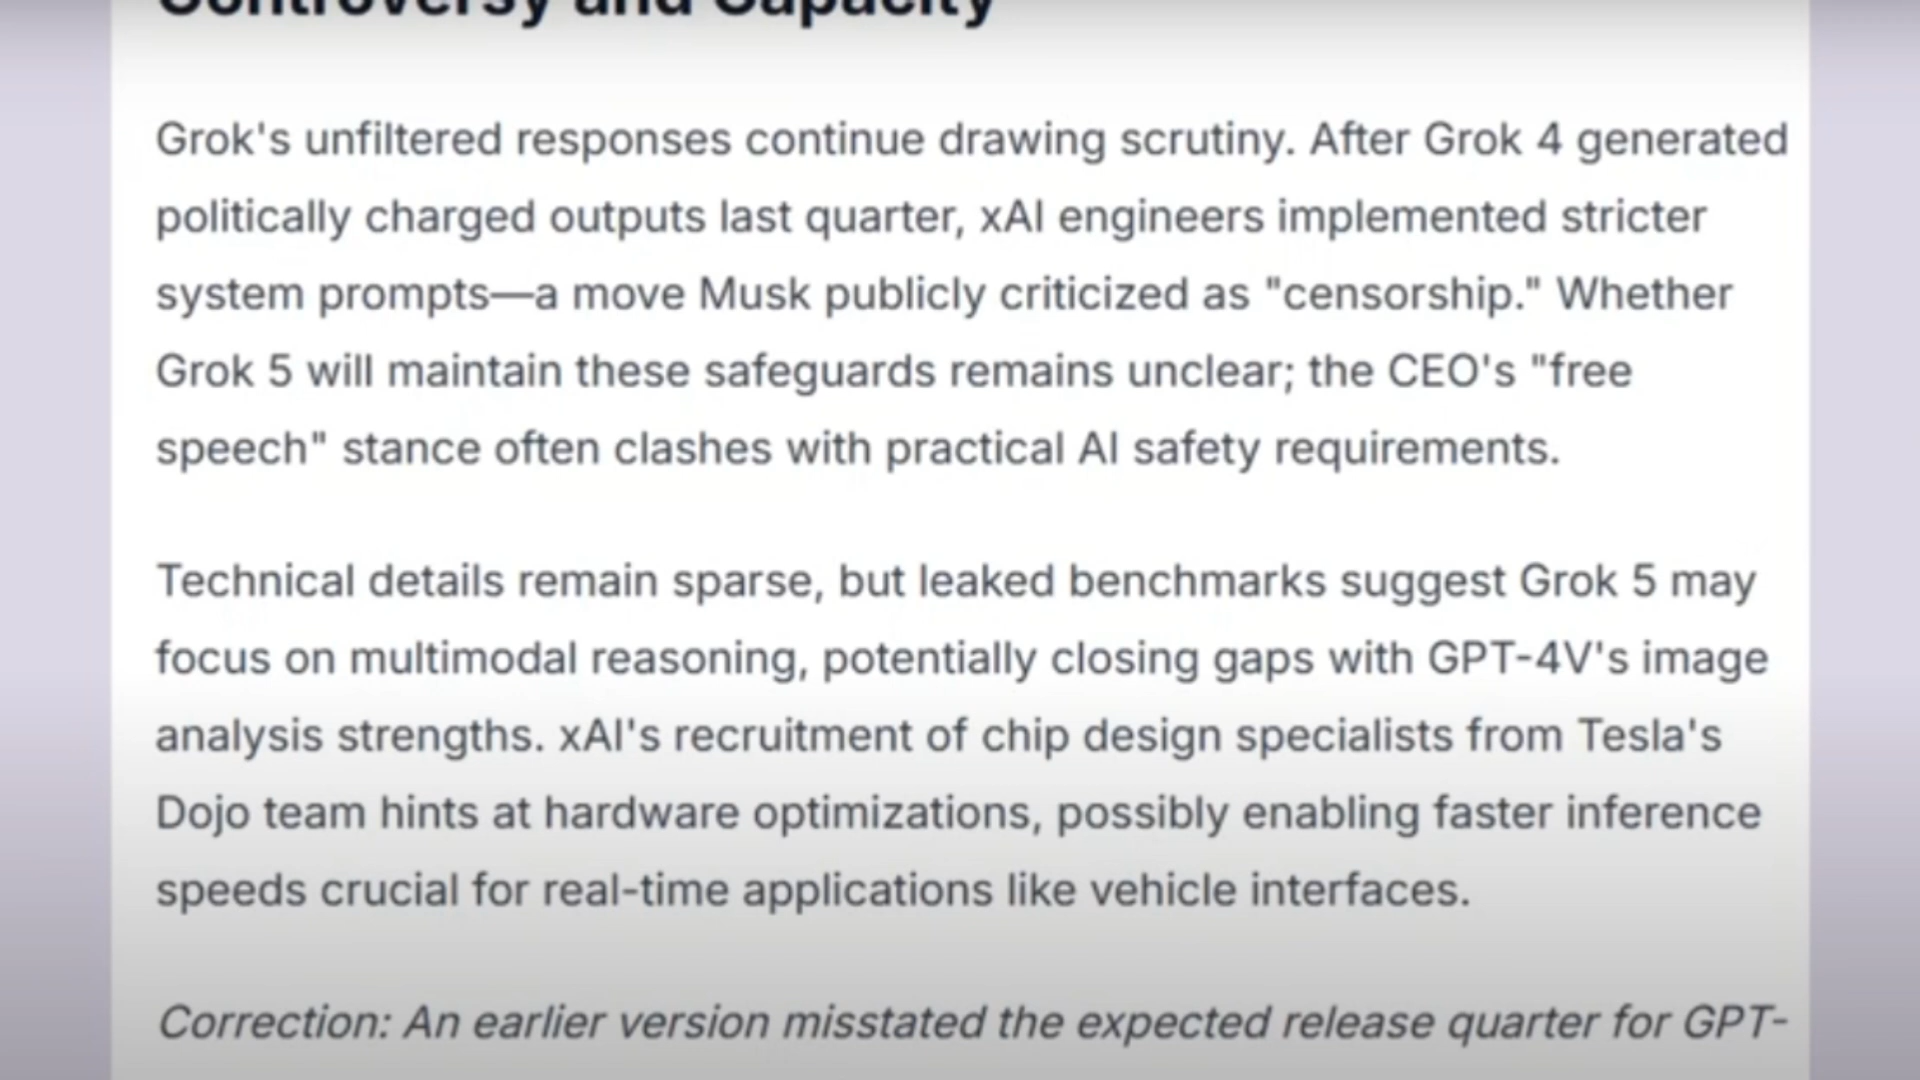 Controversy and Capacity
Grok's unfiltered responses continue drawing scrutiny. After Grok 4 generated
politically charged outputs last quarter, xAI engineers implemented stricter
system prompts—a move Musk publicly criticized as "censorship." Whether
Grok 5 will maintain these safeguards remains unclear; the CEO's "free
speech" stance often clashes with practical AI safety requirements.
Technical details remain sparse, but leaked benchmarks suggest Grok 5 may
focus on multimodal reasoning, potentially closing gaps with GPT-4V's image
analysis strengths. xAI's recruitment of chip design specialists from Tesla's
Dojo team hints at hardware optimizations, possibly enabling faster inference
speeds crucial for real-time applications like vehicle interfaces.
Correction: An earlier version misstated the expected release quarter for GPT-